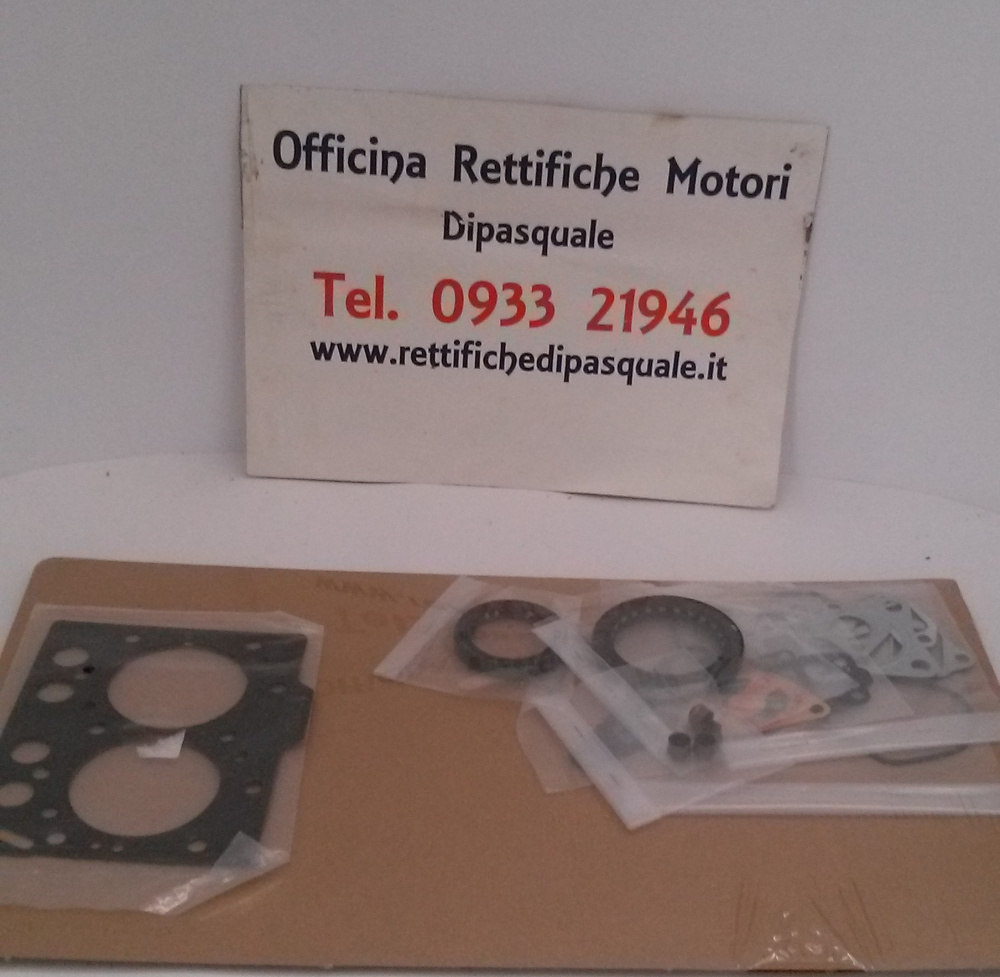 Officina Rettifiche Motori
Dipasquale
Tel. 0933 21946
www.rettifichedipasquale.it